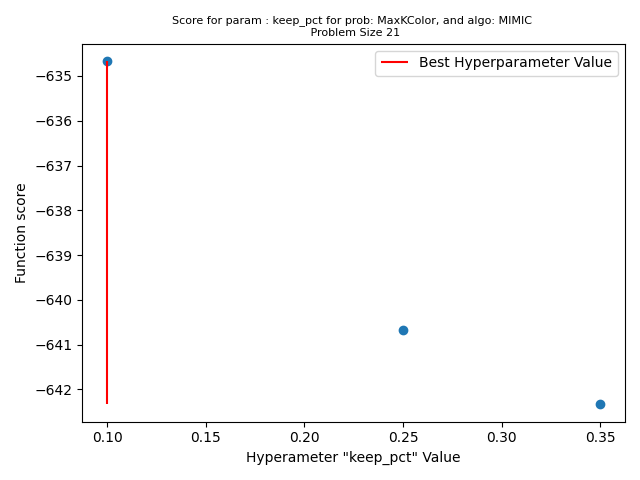 Score for param : keep_pct for prob: MaxKColor, and algo: MIMIC
Problem Size 21
Best Hyperparameter Value
Function score
−635
−636
−637
−638
−639
−640
−641
−642
0.10
0.15
0.20
0.25
0.30
0.35
Hyperameter "keep_pct" Value